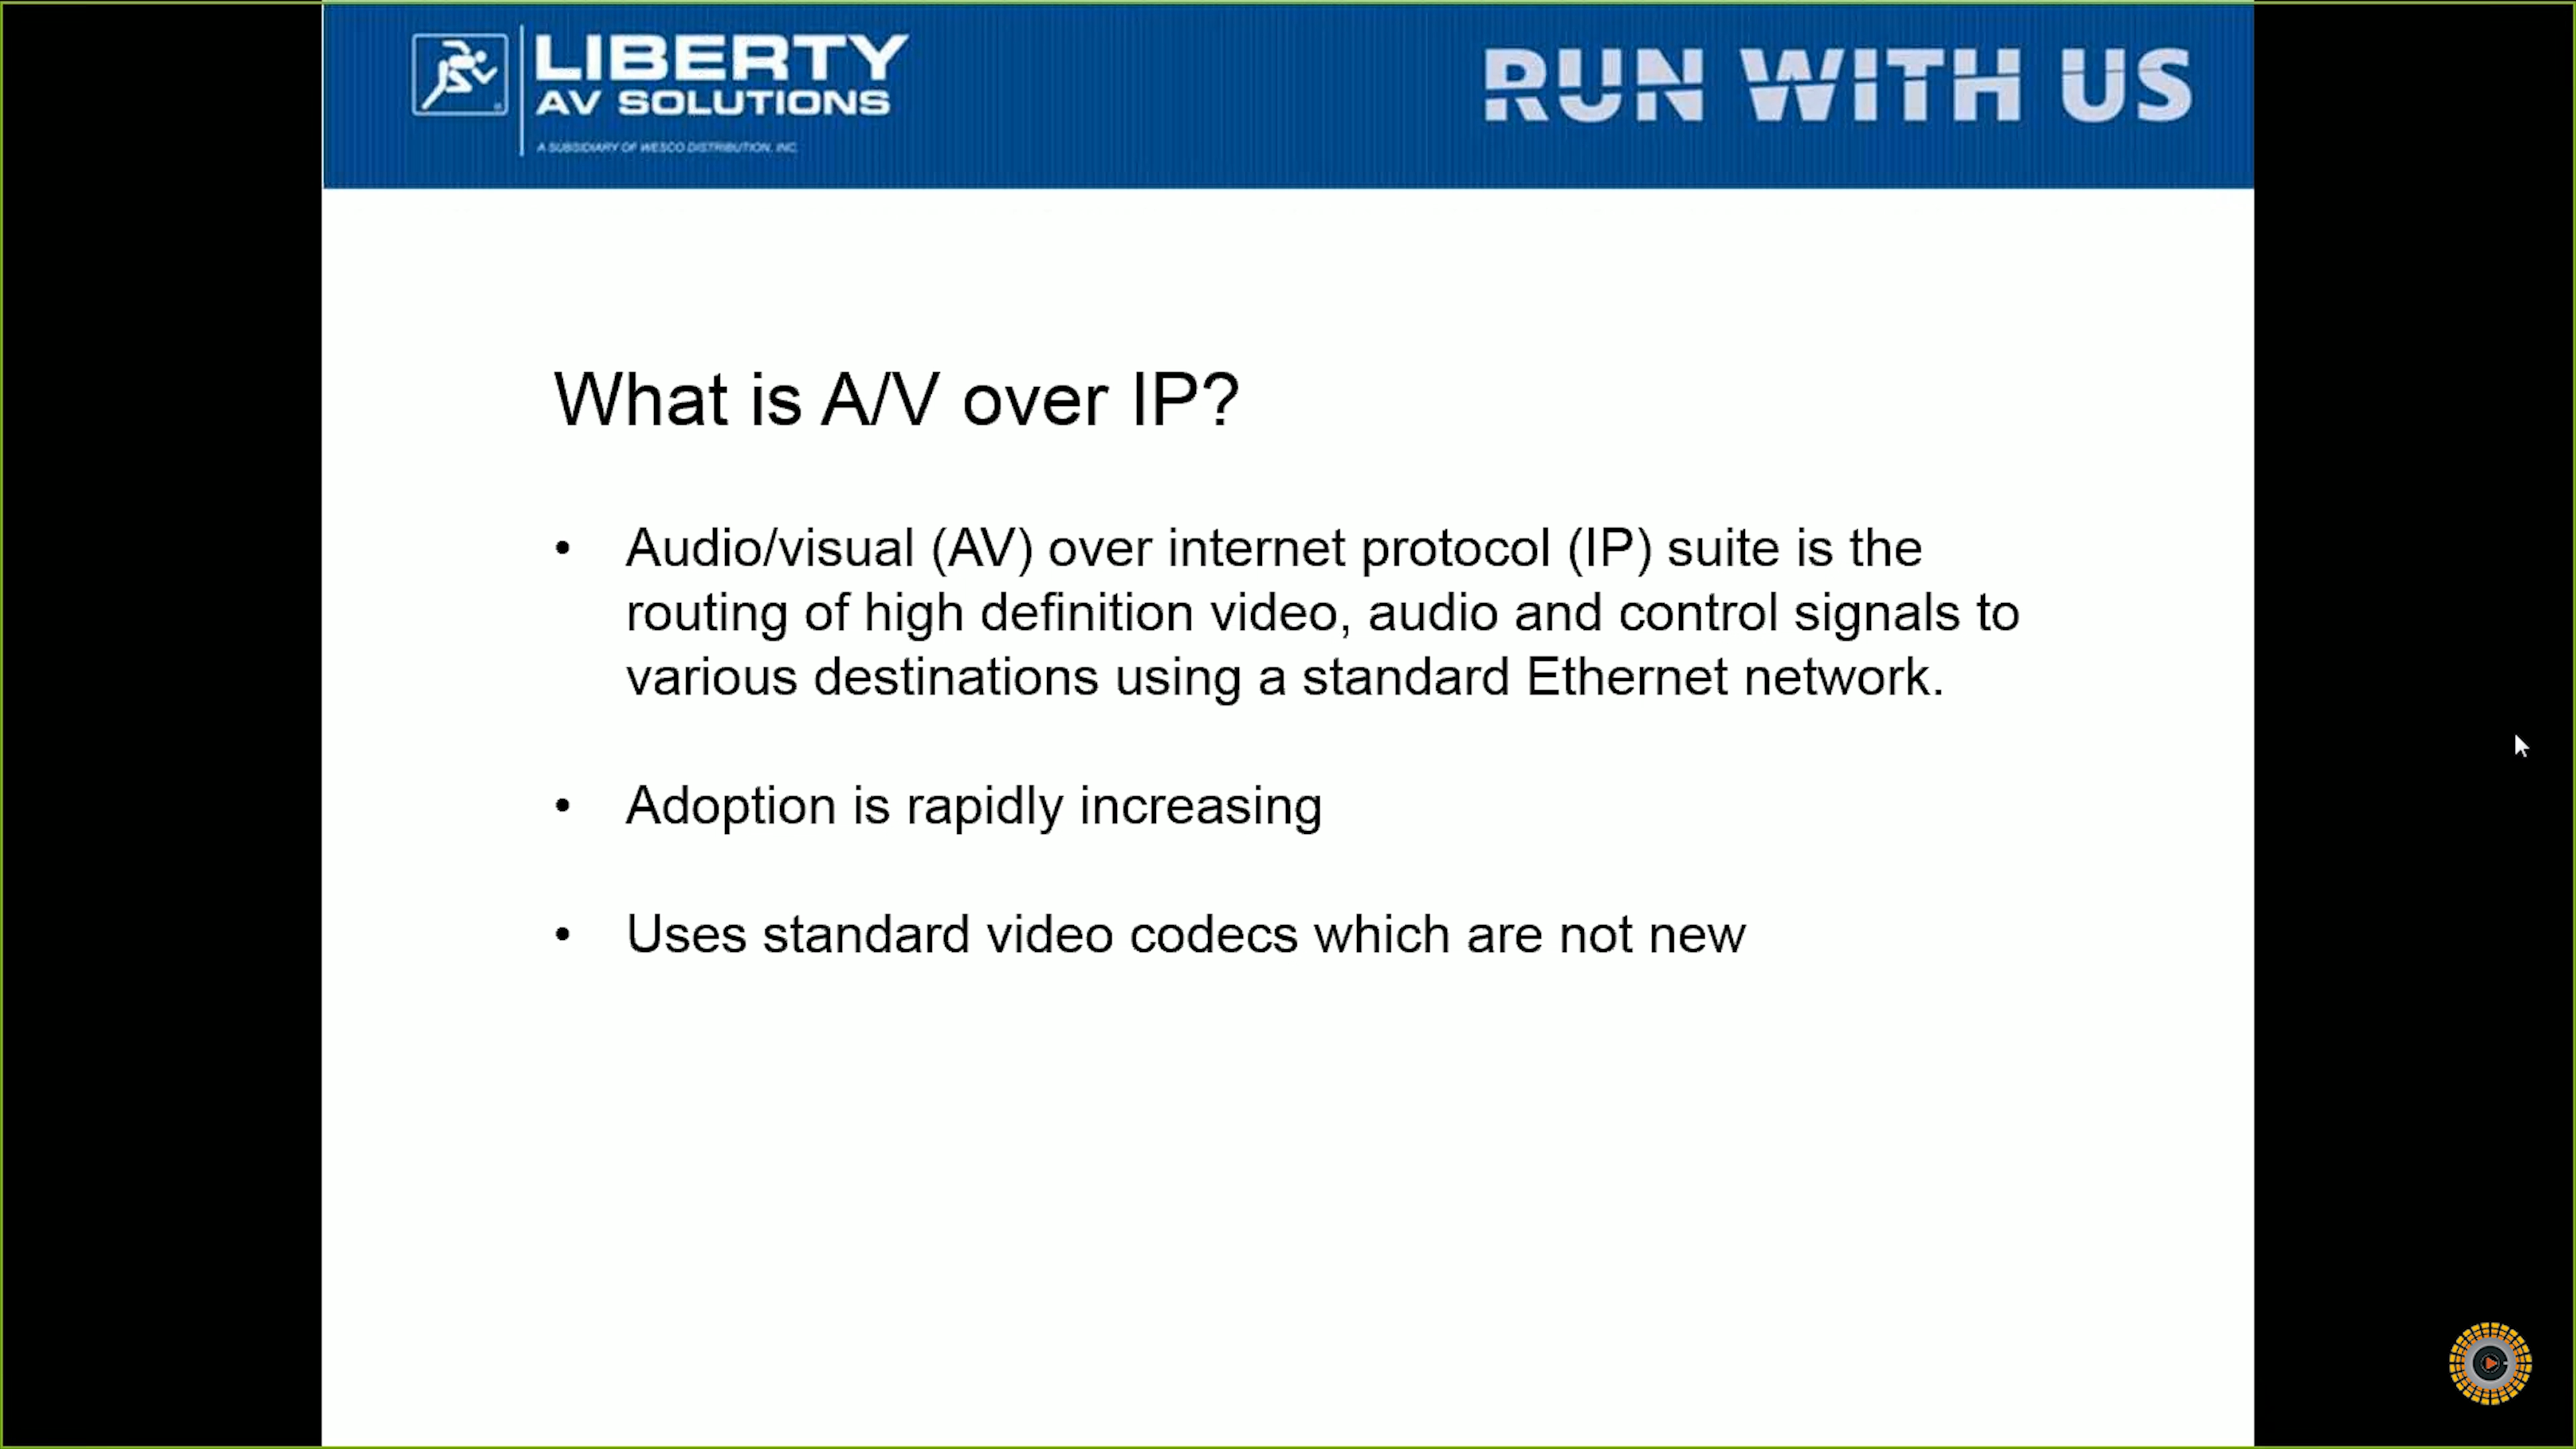 LIBERTY
AV SOLUTIONS
A SUBSIDIARY OF WESCO DISTRIBUTION, INC.
RUN WITH US
What is A/V over IP?
• Audio/visual (AV) over internet protocol (IP) suite is the
routing of high definition video, audio and control signals to
various destinations using a standard Ethernet network.
• Adoption is rapidly increasing
• Uses standard video codecs which are not new